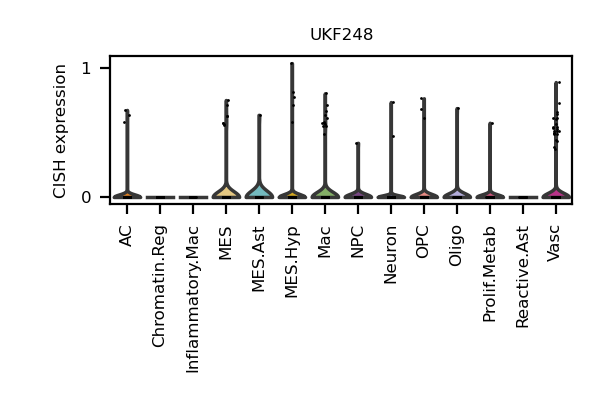 UKF248
CISH expression
1
0
AC
Chromatin.Reg
Inflammatory.Mac
MES
MES.Ast
MES.Hyp
Mac
NPC
Neuron
OPC
Oligo
Prolif.Metab
Reactive.Ast
Vasc